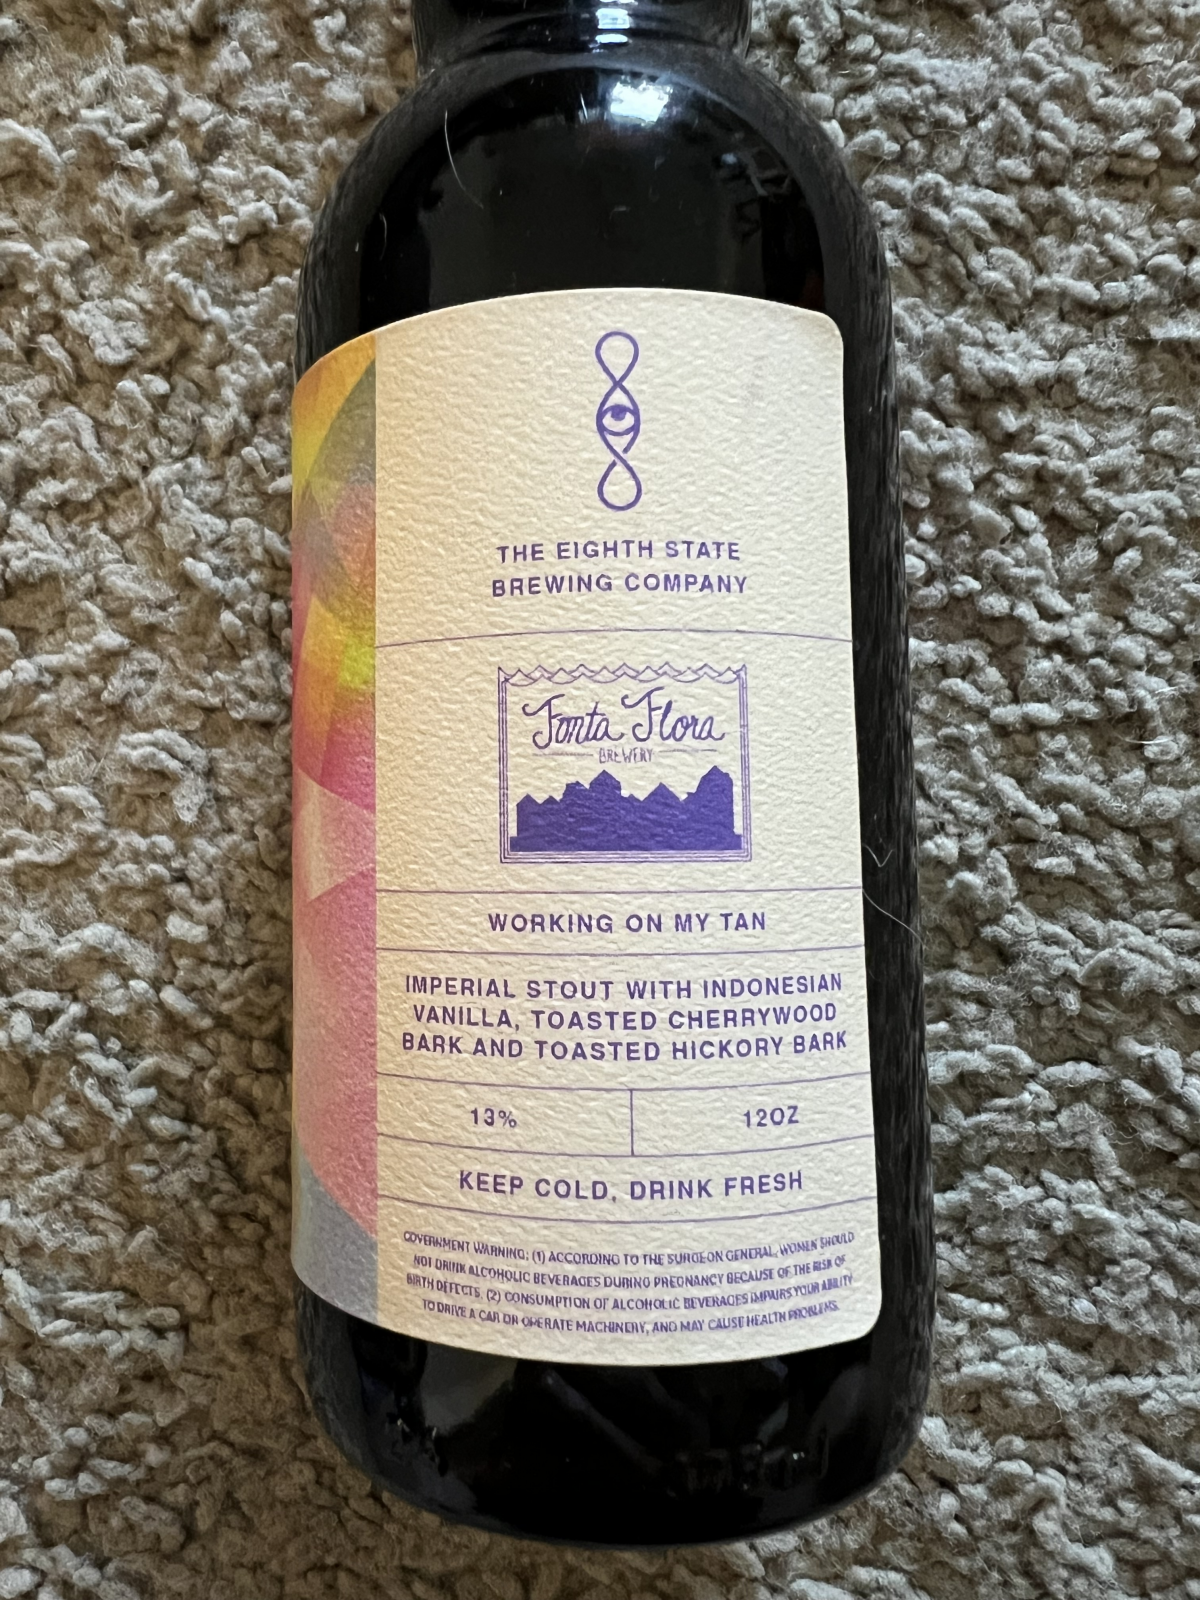 THE EIGHTH STATE
BREWING COMPANY
Fonta Flora
BREWERY
WORKING ON MY TAN
IMPERIAL STOUT WITH INDONESIAN
VANILLA, TOASTED CHERRYWOOD
BARK AND TOASTED HICKORY BARK
13%
12OZ
KEEP COLD, DRINK FRESH
GOVERNMENT WARNING: (1) ACCORDING TO THE SURGEON GENERAL, WOMEN SHOULD
NOT DRINK ALCOHOLIC BEVERAGES DURING PREGNANCY BECAUSE OF THE RISK OF
BIRTH DEFECTS. (2) CONSUMPTION OF ALCOHOLIC BEVERAGES IMPAIRS YOUR ABILITY
TO DRIVE A CAR OR OPERATE MACHINERY, AND MAY CAUSE HEALTH PROBLEMS.